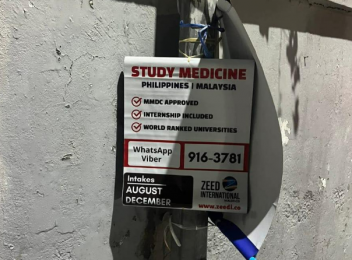 STUDY MEDICINE
PHILIPPINES | MALAYSIA
MMDC APPROVED
INTERNSHIP INCLUDED
WORLD RANKED UNIVERSITIES
WhatsApp
Viber
916-3781
Intakes
AUGUST
DECEMBER
ZEED
INTERNATIONAL